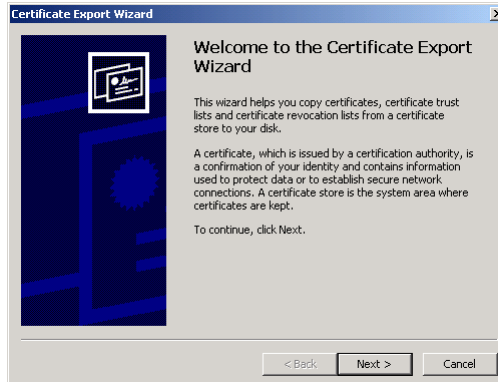 Certificate Export Wizard
Welcome to the Certificate Export
Wizard
This wizard helps you copy certificates, certificate trust
lists and certificate revocation lists from a certificate
store to your disk.
A certificate, which is issued by a certification authority, is
a confirmation of your identity and contains information
used to protect data or to establish secure network
connections. A certificate store is the system area where
certificates are kept.
To continue, click Next.
< Back Next > Cancel